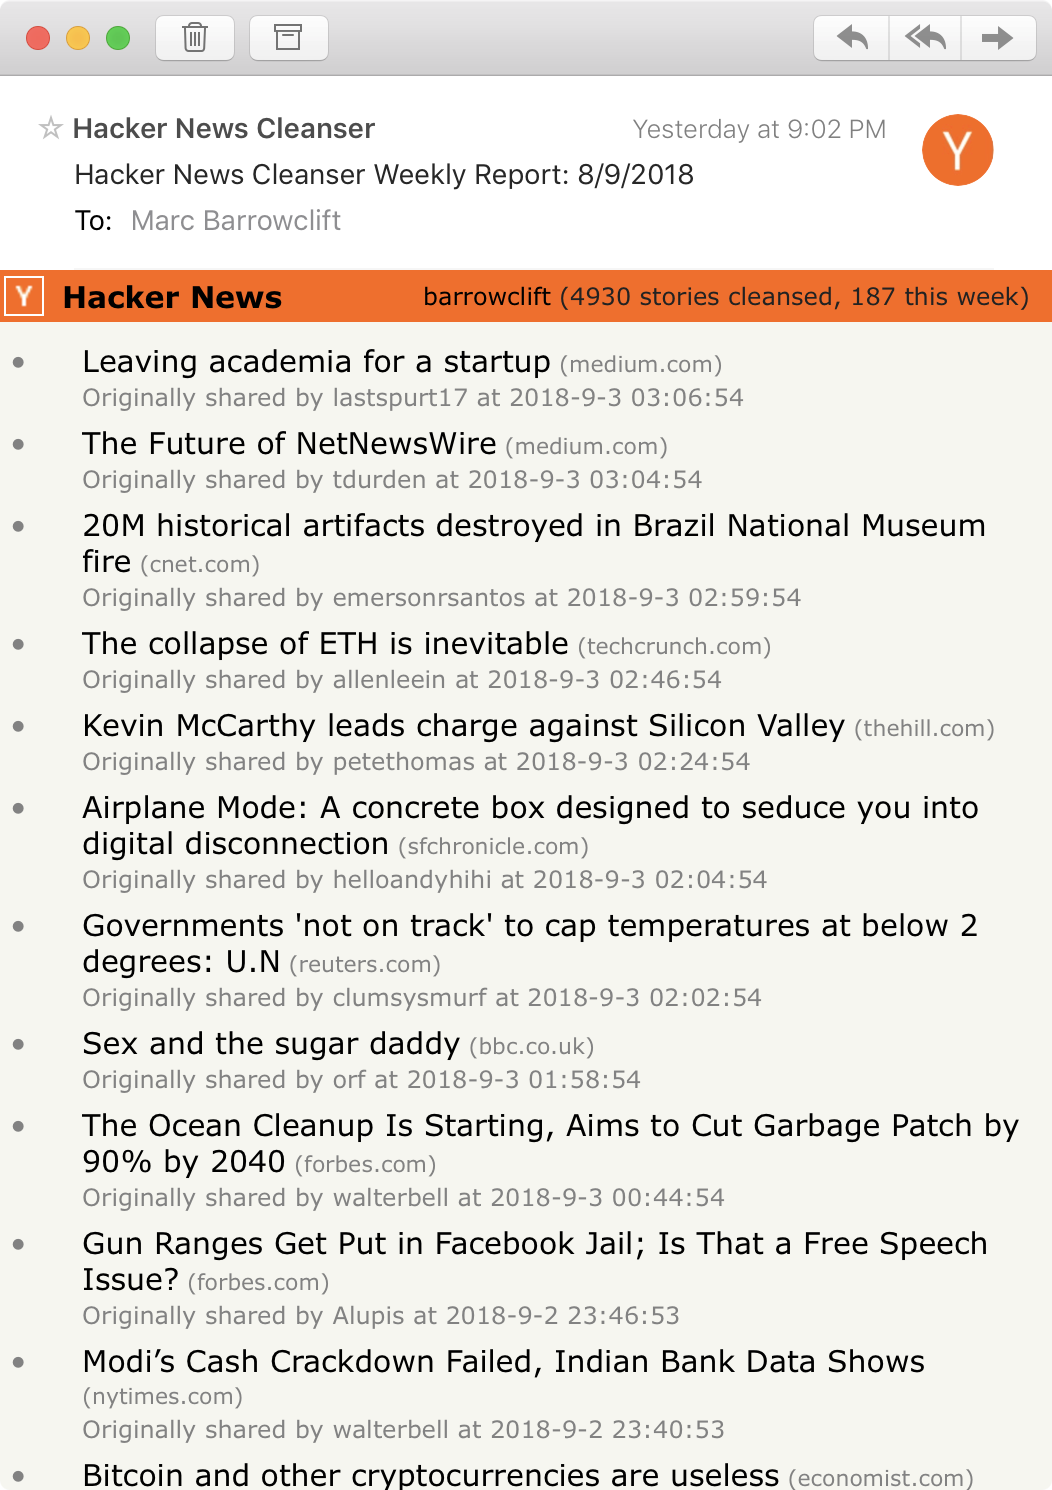 Hacker News Cleanser
Yesterday at 9:02 PM
Y
Hacker News Cleanser Weekly Report: 8/9/2018
To: Marc Barrowclift
Y Hacker News barrowclift (4930 stories cleansed, 187 this week)
Leaving academia for a startup (medium.com)
Originally shared by lastspurt17 at 2018-9-3 03:06:54
The Future of NetNewsWire (medium.com)
Originally shared by tdurden at 2018-9-3 03:04:54
20M historical artifacts destroyed in Brazil National Museum
fire (cnet.com)
Originally shared by emersonrsantos at 2018-9-3 02:59:54
The collapse of ETH is inevitable (techcrunch.com)
Originally shared by allenleein at 2018-9-3 02:46:54
Kevin McCarthy leads charge against Silicon Valley (thehill.com)
Originally shared by petethomas at 2018-9-3 02:24:54
Airplane Mode: A concrete box designed to seduce you into
digital disconnection (sfchronicle.com)
Originally shared by helloandyhihi at 2018-9-3 02:04:54
Governments 'not on track' to cap temperatures at below 2
degrees: U.N (reuters.com)
Originally shared by clumsysmurf at 2018-9-3 02:02:54
Sex and the sugar daddy (bbc.co.uk)
Originally shared by orf at 2018-9-3 01:58:54
The Ocean Cleanup Is Starting, Aims to Cut Garbage Patch by
90% by 2040 (forbes.com)
Originally shared by walterbell at 2018-9-3 00:44:54
Gun Ranges Get Put in Facebook Jail; Is That a Free Speech
Issue? (forbes.com)
Originally shared by Alupis at 2018-9-2 23:46:53
Modi’s Cash Crackdown Failed, Indian Bank Data Shows
(nytimes.com)
Originally shared by walterbell at 2018-9-2 23:40:53
Bitcoin and other cryptocurrencies are useless (economist.com)